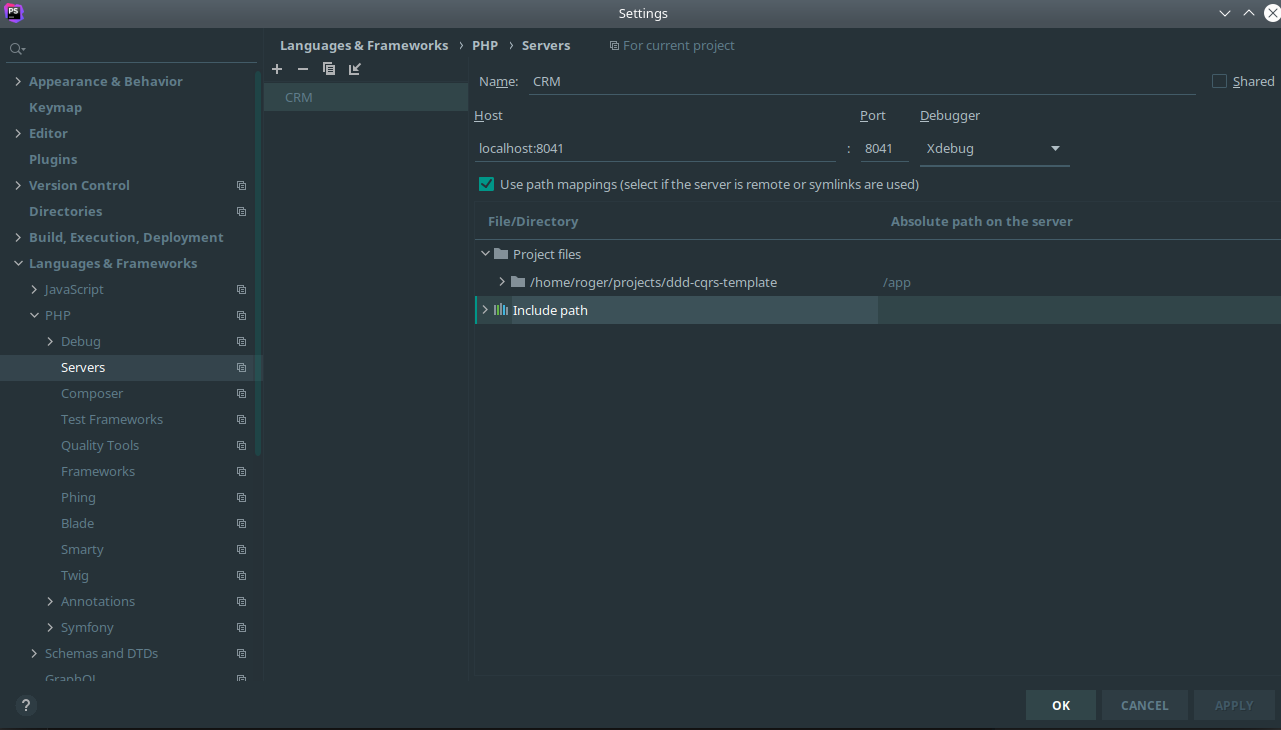 PS
Settings
Languages & Frameworks › PHP › Servers For current project
Appearance & Behavior
Keymap
Editor
Plugins
Version Control
Directories
Build, Execution, Deployment
Languages & Frameworks
JavaScript
PHP
Debug
Servers
Composer
Test Frameworks
Quality Tools
Frameworks
Phing
Blade
Smarty
Twig
Annotations
Symfony
Schemas and DTDs
GraphQL
CRM
Name: CRM Shared
Host Port Debugger
localhost:8041 : 8041 Xdebug
Use path mappings (select if the server is remote or symlinks are used)
File/Directory Absolute path on the server
Project files
/home/roger/projects/ddd-cqrs-template /app
Include path
? OK CANCEL APPLY